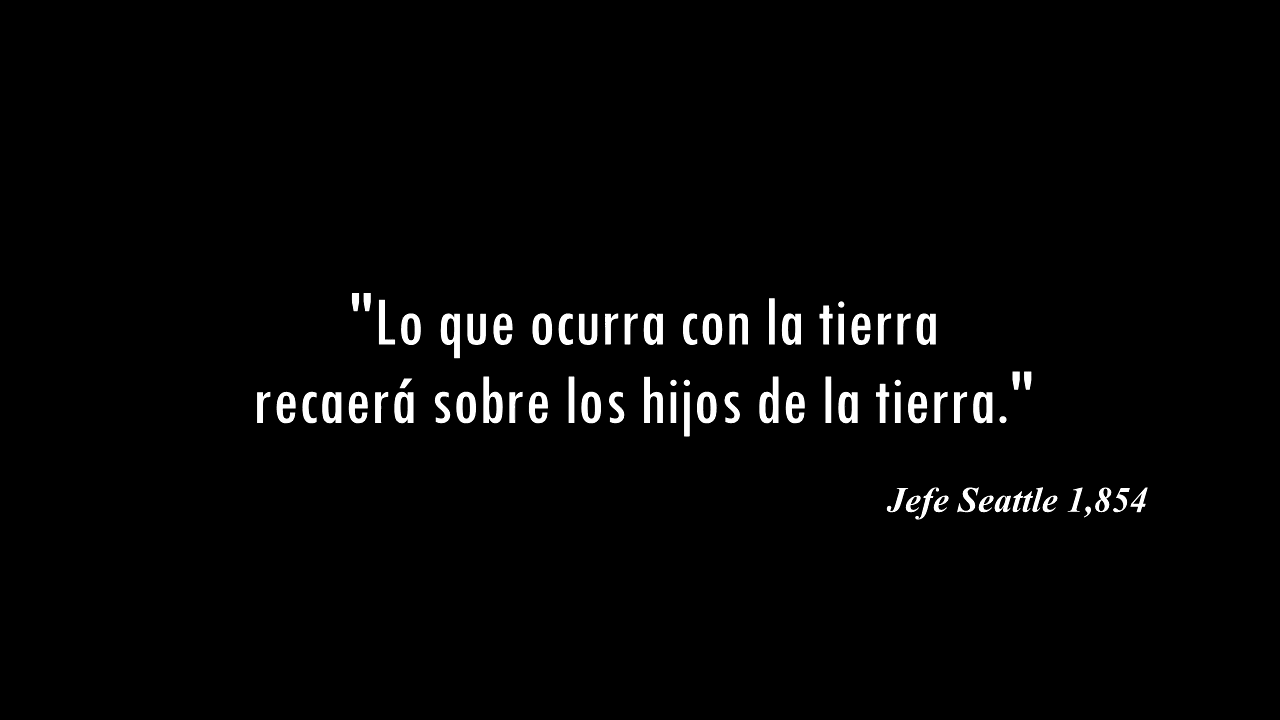 "Lo que ocurra con la tierra
recaerá sobre los hijos de la tierra."
Jefe Seattle 1,854